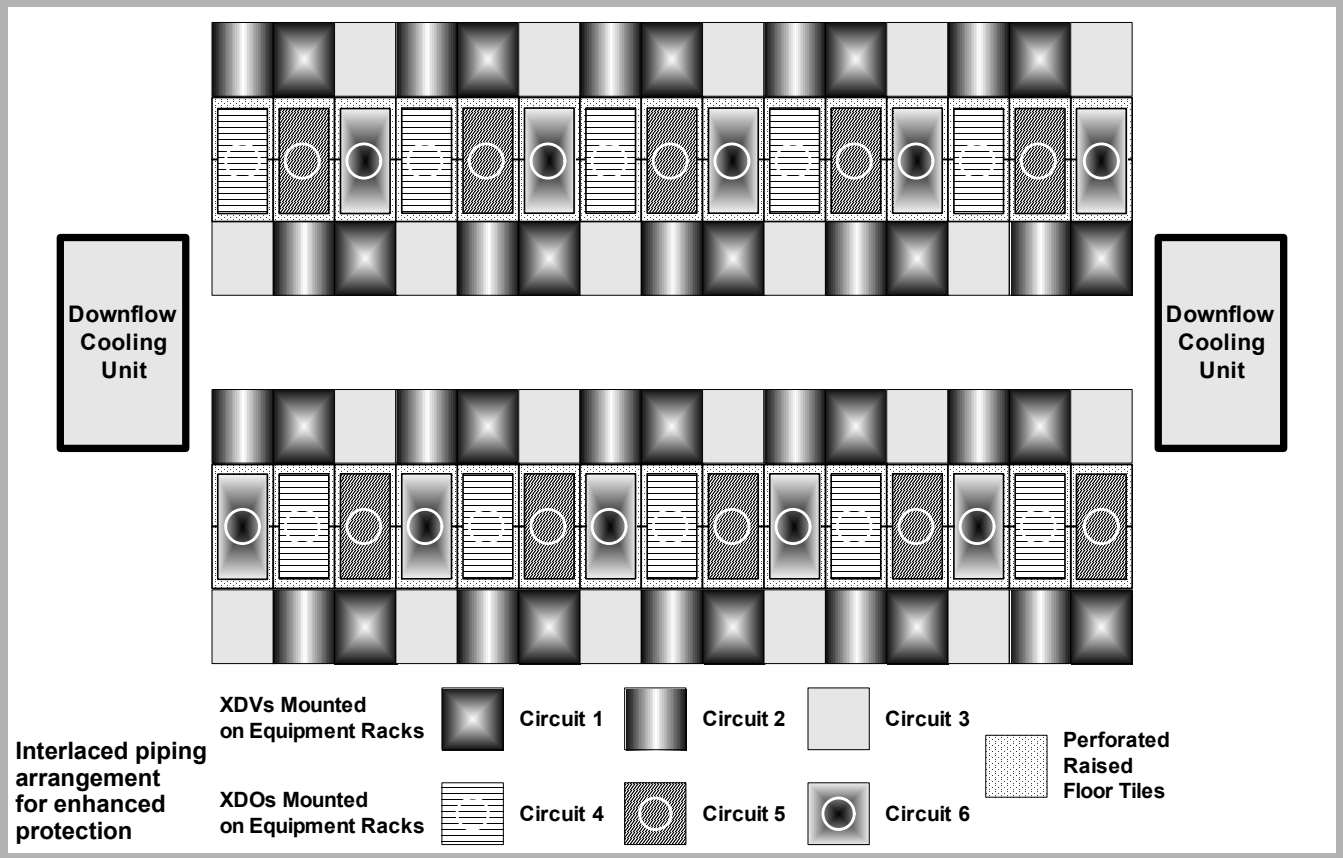 Downflow
Cooling
Unit
Downflow
Cooling
Unit
XDVs Mounted
on Equipment Racks
Circuit 1
Circuit 2
Circuit 3
Perforated
Raised
Floor Tiles
Interlaced piping
arrangement
for enhanced
protection
XDOs Mounted
on Equipment Racks
Circuit 4
Circuit 5
Circuit 6